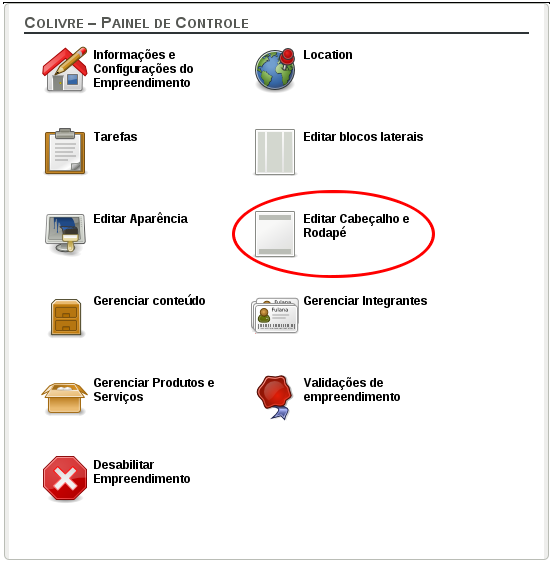 Colivre – Painel de Controle
Informações e
Configurações do
Empreendimento
Location
Tarefas
Editar blocos laterais
Editar Aparência
Editar Cabeçalho e
Rodapé
Gerenciar conteúdo
Fulana
Fulana
Gerenciar Integrantes
Gerenciar Produtos e
Serviços
Validações de
empreendimento
Desabilitar
Empreendimento